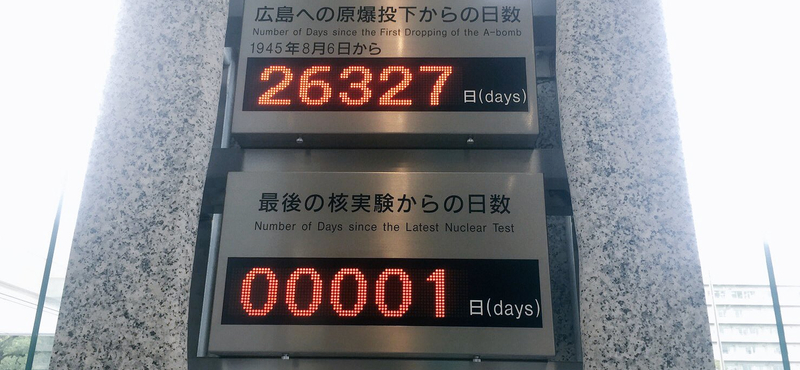 広島への原爆投下からの日数
Number of Days since the First Dropping of the A-bomb
1945年8月6日から
26327 日(days)
最後の核実験からの日数
Number of Days since the Latest Nuclear Test
00001 日(days)